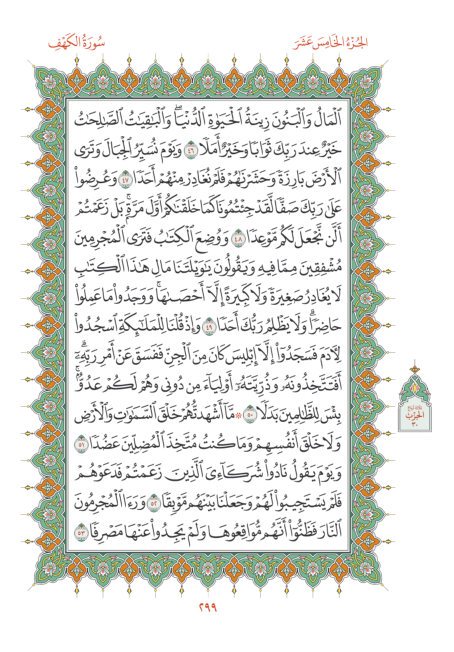 سُورَةُ الكَهْفِ
الجُزْءُ الخَامِسَ عَشَرَ
ٱلْمَالُ وَٱلْبَنُونَ زِينَةُ ٱلْحَيَوٰةِ ٱلدُّنْيَاۖ وَٱلْبَٰقِيَٰتُ ٱلصَّٰلِحَٰتُ
خَيْرٌ عِندَ رَبِّكَ ثَوَابٗا وَخَيْرٌ أَمَلٗا ٤٦ وَيَوْمَ نُسَيِّرُ ٱلْجِبَالَ وَتَرَى
ٱلْأَرْضَ بَارِزَةٗ وَحَشَرْنَٰهُمْ فَلَمْ نُغَادِرْ مِنْهُمْ أَحَدٗا ٤٧ وَعُرِضُوا۟
عَلَىٰ رَبِّكَ صَفّٗا لَّقَدْ جِئْتُمُونَا كَمَا خَلَقْنَٰكُمْ أَوَّلَ مَرَّةِۭۚ بَلْ زَعَمْتُمْ
أَلَّن نَّجْعَلَ لَكُم مَّوْعِدٗا ٤٨ وَوُضِعَ ٱلْكِتَٰبُ فَتَرَى ٱلْمُجْرِمِينَ
مُشْفِقِينَ مِمَّا فِيهِ وَيَقُولُونَ يَٰوَيْلَتَنَا مَالِ هَٰذَا ٱلْكِتَٰبِ
لَا يُغَادِرُ صَغِيرَةٗ وَلَا كَبِيرَةً إِلَّآ أَحْصَىٰهَاۚ وَوَجَدُوا۟ مَا عَمِلُوا۟
حَاضِرٗاۗ وَلَا يَظْلِمُ رَبُّكَ أَحَدٗا ٤٩ وَإِذْ قُلْنَا لِلْمَلَٰٓئِكَةِ ٱسْجُدُوا۟
لِأٓدَمَ فَسَجَدُوٓا۟ إِلَّآ إِبْلِيسَ كَانَ مِنَ ٱلْجِنِّ فَفَسَقَ عَنْ أَمْرِ رَبِّهِۦٓۗ
أَفَتَتَّخِذُونَهُۥ وَذُرِّيَّتَهُۥٓ أَوْلِيَآءَ مِن دُونِي وَهُمْ لَكُمْ عَدُوُّۢۚ
بِئْسَ لِلظَّٰلِمِينَ بَدَلٗا ٥٠ ۞ مَّآ أَشْهَدتُّهُمْ خَلْقَ ٱلسَّمَٰوَٰتِ وَٱلْأَرْضِ
وَلَا خَلْقَ أَنفُسِهِمْ وَمَا كُنتُ مُتَّخِذَ ٱلْمُضِلِّينَ عَضُدٗا ٥١
وَيَوْمَ يَقُولُ نَادُوا۟ شُرَكَآءِيَ ٱلَّذِينَ زَعَمْتُمْ فَدَعَوْهُمْ
فَلَمْ يَسْتَجِيبُوا۟ لَهُمْ وَجَعَلْنَا بَيْنَهُم مَّوْبِقٗا ٥٢ وَرَءَا ٱلْمُجْرِمُونَ
ٱلنَّارَ فَظَنُّوٓا۟ أَنَّهُم مُّوَاقِعُوهَا وَلَمْ يَجِدُوا۟ عَنْهَا مَصْرِفٗا ٥٣
الحِزْب
٣٠
٢٩٩